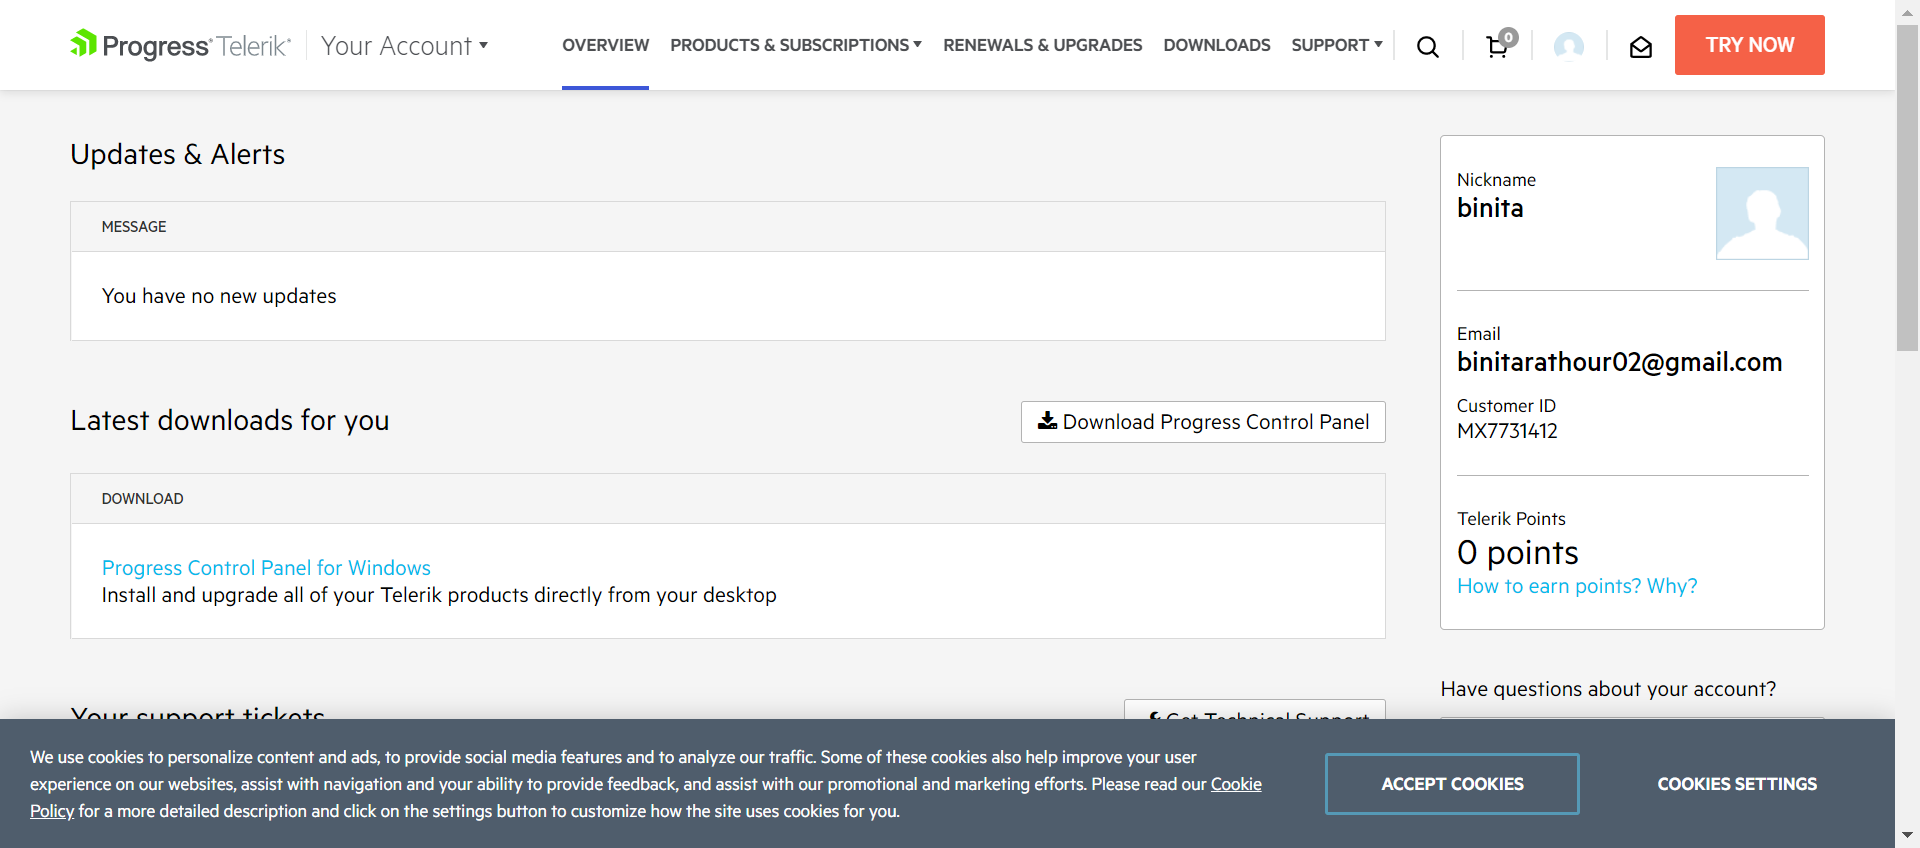 Progress® Telerik® Your Account
OVERVIEW PRODUCTS & SUBSCRIPTIONS RENEWALS & UPGRADES DOWNLOADS SUPPORT 0 TRY NOW
Updates & Alerts
MESSAGE
You have no new updates
Latest downloads for you
Download Progress Control Panel
DOWNLOAD
Progress Control Panel for Windows
Install and upgrade all of your Telerik products directly from your desktop
Your support tickets
Get Technical Support
Nickname
binita
Email
binitarathour02@gmail.com
Customer ID
MX7731412
Telerik Points
0 points
How to earn points? Why?
Have questions about your account?
We use cookies to personalize content and ads, to provide social media features and to analyze our traffic. Some of these cookies also help improve your user
experience on our websites, assist with navigation and your ability to provide feedback, and assist with our promotional and marketing efforts. Please read our Cookie
Policy for a more detailed description and click on the settings button to customize how the site uses cookies for you.
ACCEPT COOKIES
COOKIES SETTINGS